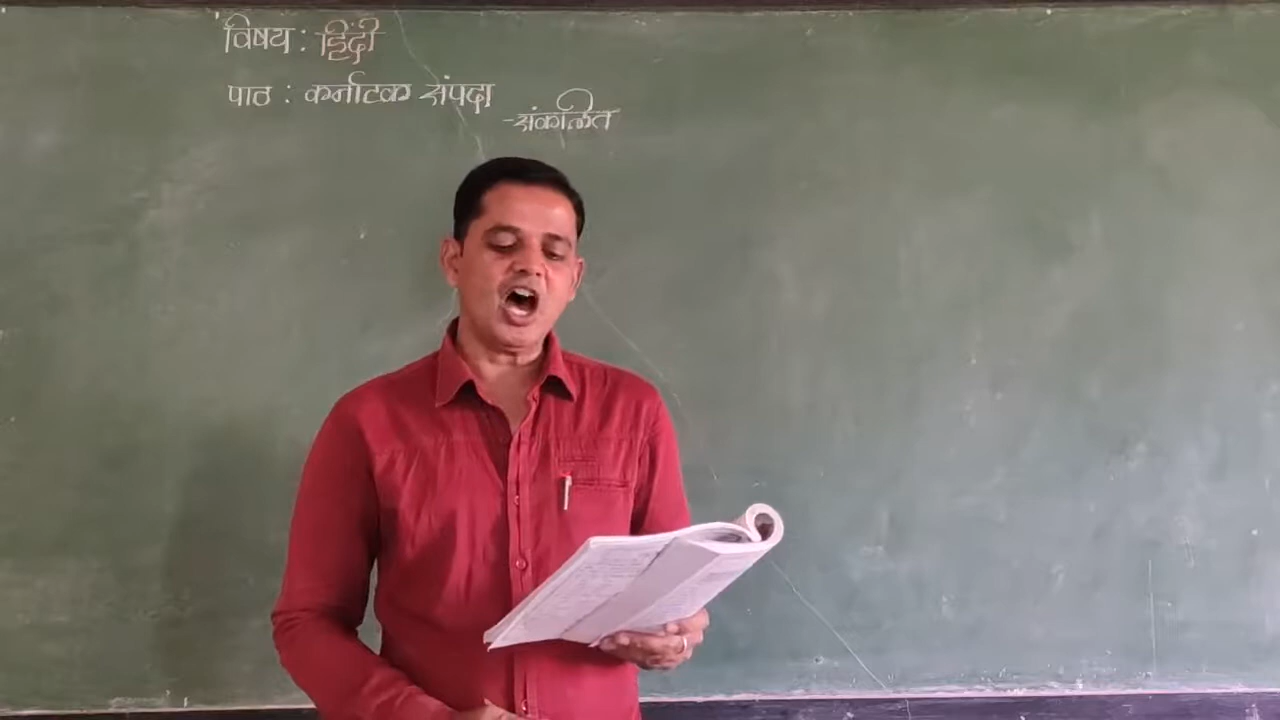 विषय : हिंदी
पाठ : कर्नाटक संपदा
-संकलित